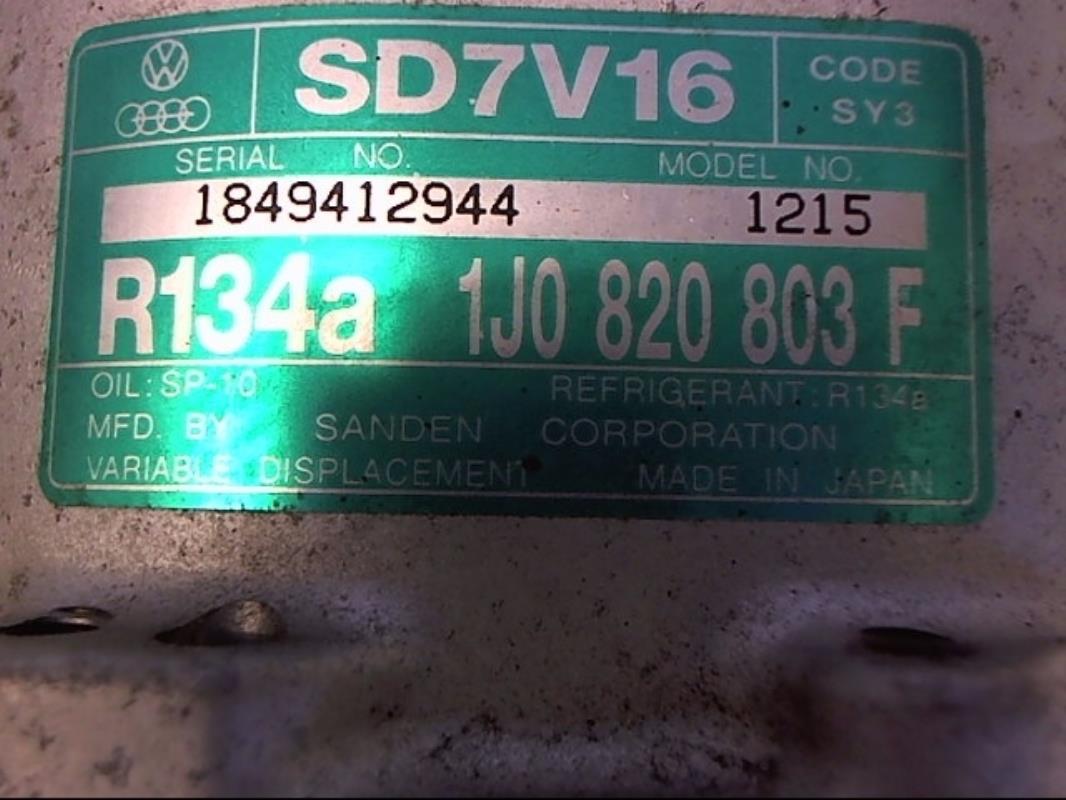 SD7V16 CODE
SY3
SERIAL NO. MODEL NO.
1849412944 1215
R134a 1J0 820 803 F
OIL: SP-10 REFRIGERANT: R134a
MFD. BY SANDEN CORPORATION
VARIABLE DISPLACEMENT MADE IN JAPAN